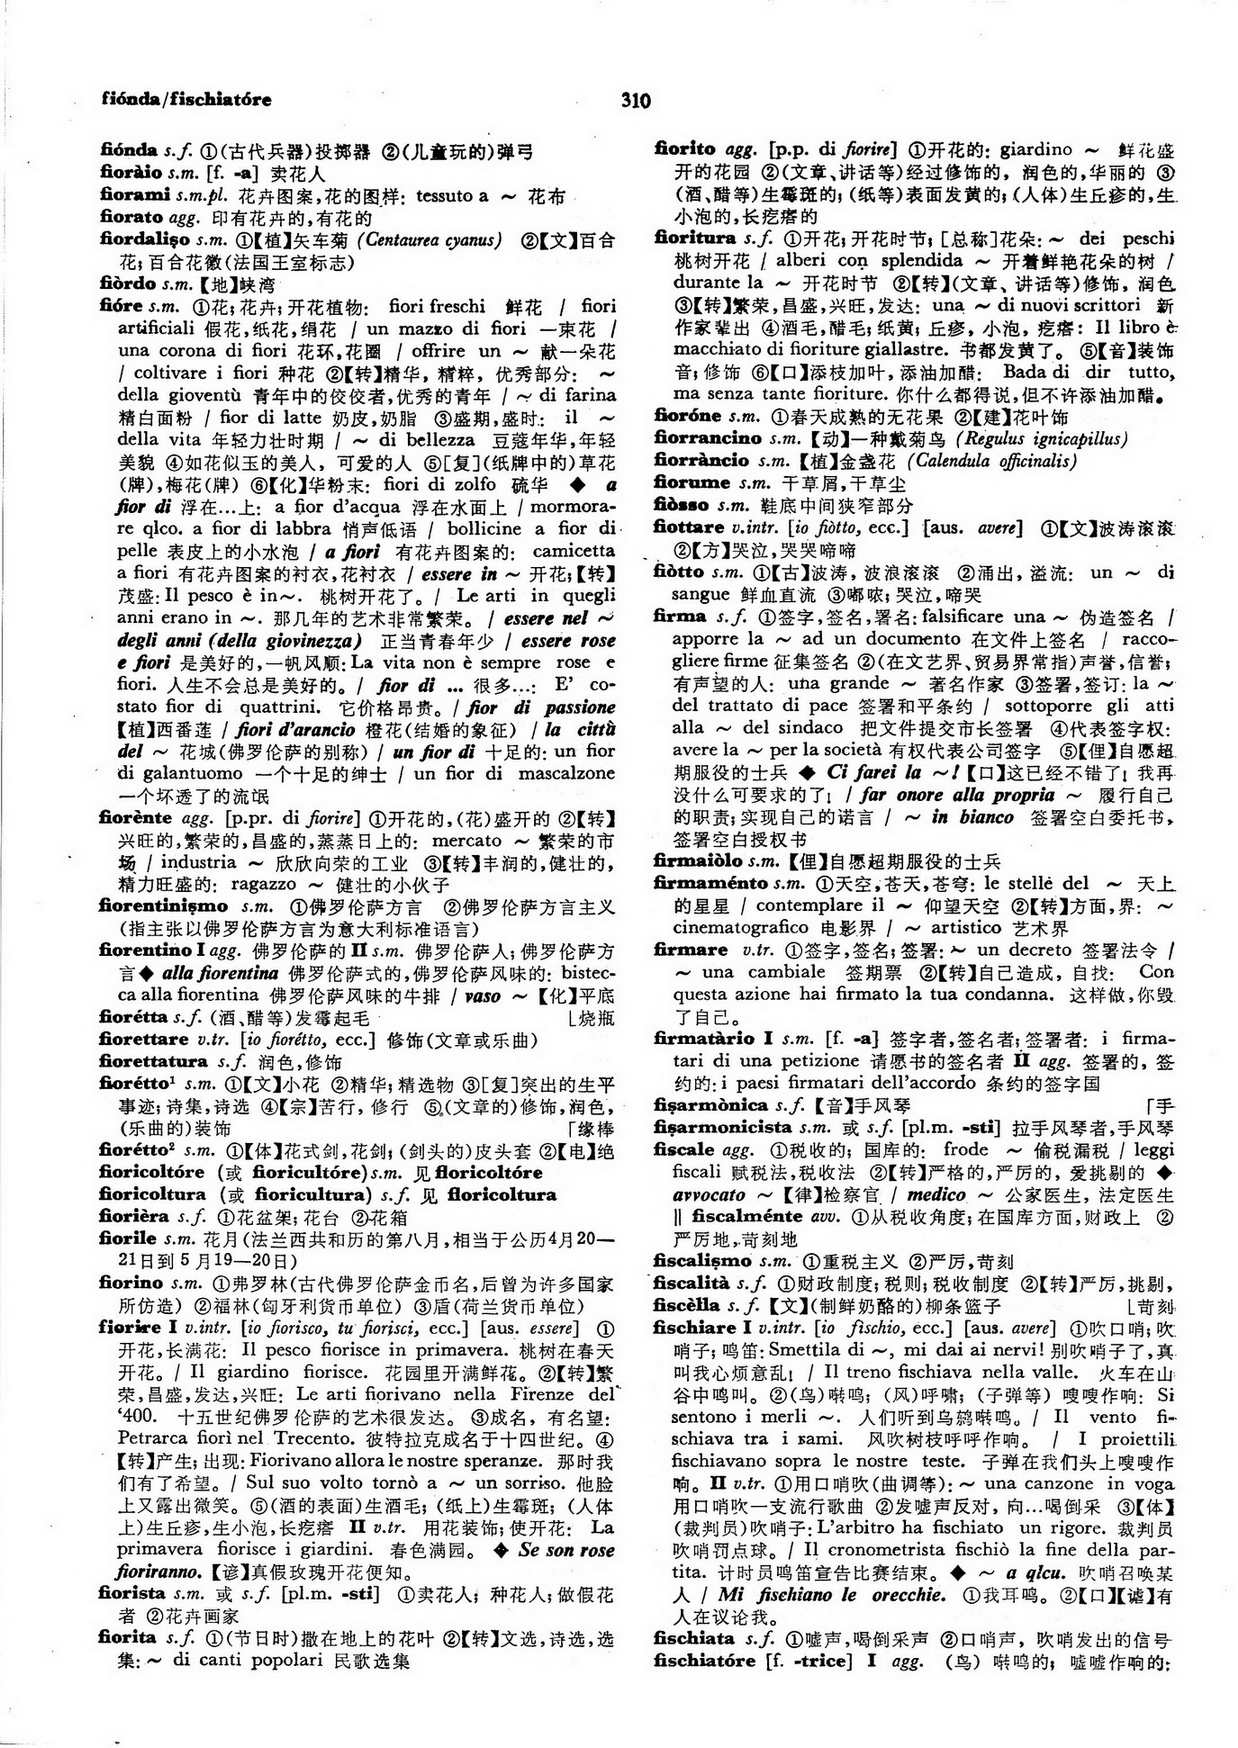 fiónda/fischiatóre
310
fiónda s.f. ①(古代兵器)投掷器 ②(儿童玩的)弹弓
fioràio s.m. [f. -a] 卖花人
fiorami s.m.pl. 花卉图案,花的图样: tessuto a ～ 花布
fiorato agg. 印有花卉的,有花的
fiordaliṣo s.m. ①【植】矢车菊 (Centaurea cyanus) ②【文】百合
花; 百合花徽(法国王室标志)
fiòrdo s.m. 【地】峡湾
fióre s.m. ①花; 花卉; 开花植物: fiori freschi 鲜花 / fiori
artificiali 假花,纸花,绢花 / un mazzo di fiori 一束花 /
una corona di fiori 花环,花圈 / offrire un ～ 献一朵花
/ coltivare i fiori 种花 ②【转】精华, 精粹, 优秀部分: ～
della gioventù 青年中的佼佼者,优秀的青年 / ～ di farina
精白面粉 / fior di latte 奶皮,奶脂 ③盛期,盛时: il ～
della vita 年轻力壮时期 / ～ di bellezza 豆蔻年华,年轻
美貌 ④如花似玉的美人, 可爱的人 ⑤[复](纸牌中的)草花
(牌),梅花(牌) ⑥【化】华粉末: fiori di zolfo 硫华 ◆ a
fior di 浮在…上: a fior d'acqua 浮在水面上 / mormora-
re qlco. a fior di labbra 悄声低语 / bollicine a fior di
pelle 表皮上的小水泡 / a fiori 有花卉图案的: camicetta
a fiori 有花卉图案的衬衣,花衬衣 / essere in ～ 开花;【转】
茂盛: Il pesco è in～. 桃树开花了。/ Le arti in quegli
anni erano in ～. 那几年的艺术非常繁荣。/ essere nel ～
degli anni (della giovinezza) 正当青春年少 / essere rose
e fiori 是美好的,一帆风顺: La vita non è sempre rose e
fiori. 人生不会总是美好的。/ fior di ... 很多…: E' co-
stato fior di quattrini. 它价格昂贵。/ fior di passione
【植】西番莲 / fiori d'arancio 橙花(结婚的象征) / la città
del ～ 花城(佛罗伦萨的别称) / un fior di 十足的: un fior
di galantuomo 一个十足的绅士 / un fior di mascalzone
一个坏透了的流氓
fiorènte agg. [p.pr. di fiorire] ①开花的,(花)盛开的 ②【转】
兴旺的,繁荣的,昌盛的,蒸蒸日上的: mercato ～ 繁荣的市
场 / industria ～ 欣欣向荣的工业 ③【转】丰润的,健壮的,
精力旺盛的: ragazzo ～ 健壮的小伙子
fiorentiniṣmo s.m. ①佛罗伦萨方言 ②佛罗伦萨方言主义
(指主张以佛罗伦萨方言为意大利标准语言)
fiorentino I agg. 佛罗伦萨的 II s.m. 佛罗伦萨人; 佛罗伦萨方
言◆ alla fiorentina 佛罗伦萨式的,佛罗伦萨风味的: bistec-
ca alla fiorentina 佛罗伦萨风味的牛排 / vaso ～【化】平底
fiorétta s.f. (酒、醋等)发霉起毛 ⌊烧瓶
fiorettare v.tr. [io fiorétto, ecc.] 修饰(文章或乐曲)
fiorettatura s.f. 润色,修饰
fiorétto¹ s.m. ①【文】小花 ②精华; 精选物 ③[复]突出的生平
事迹; 诗集,诗选 ④【宗】苦行, 修行 ⑤(文章的)修饰,润色,
(乐曲的)装饰 ⌈缘棒
fiorétto² s.m. ①【体】花式剑,花剑; (剑头的)皮头套 ②【电】绝
fioricoltóre (或 fioricultóre) s.m. 见 floricoltóre
fioricoltura (或 fioricultura) s.f. 见 floricoltura
fiorièra s.f. ①花盆架; 花台 ②花箱
fiorile s.m. 花月(法兰西共和历的第八月,相当于公历4月20—
21日到5月19—20日)
fiorino s.m. ①弗罗林(古代佛罗伦萨金币名,后曾为许多国家
所仿造) ②福林(匈牙利货币单位) ③盾(荷兰货币单位)
fiorire I v.intr. [io fiorisco, tu fiorisci, ecc.] [aus. essere] ①
开花,长满花: Il pesco fiorisce in primavera. 桃树在春天
开花。/ Il giardino fiorisce. 花园里开满鲜花。②【转】繁
荣,昌盛,发达,兴旺: Le arti fiorivano nella Firenze del
'400. 十五世纪佛罗伦萨的艺术很发达。③成名, 有名望:
Petrarca fiorì nel Trecento. 彼特拉克成名于十四世纪。④
【转】产生; 出现: Fiorivano allora le nostre speranze. 那时我
们有了希望。/ Sul suo volto tornò a ～ un sorriso. 他脸
上又露出微笑。⑤(酒的表面)生酒毛; (纸上)生霉斑; (人体
上)生丘疹,生小泡,长疙瘩 II v.tr. 用花装饰; 使开花: La
primavera fiorisce i giardini. 春色满园。◆ Se son rose
fioriranno. 【谚】真假玫瑰开花便知。
fiorista s.m. 或 s.f. [pl.m. -sti] ①卖花人; 种花人; 做假花
者 ②花卉画家
fiorita s.f. ①(节日时)撒在地上的花叶 ②【转】文选,诗选,选
集: ～ di canti popolari 民歌选集
fiorito agg. [p.p. di fiorire] ①开花的: giardino ～ 鲜花盛
开的花园 ②(文章、讲话等)经过修饰的, 润色的,华丽的 ③
(酒、醋等)生霉斑的; (纸等)表面发黄的; (人体)生丘疹的,生
小泡的,长疙瘩的
fioritura s.f. ①开花; 开花时节; [总称]花朵: ～ dei peschi
桃树开花 / alberi con splendida ～ 开着鲜艳花朵的树 /
durante la ～ 开花时节 ②【转】(文章、讲话等)修饰, 润色
③【转】繁荣,昌盛,兴旺,发达: una ～ di nuovi scrittori 新
作家辈出 ④酒毛,醋毛; 纸黄; 丘疹, 小泡, 疙瘩: Il libro è
macchiato di fioriture giallastre. 书都发黄了。⑤【音】装饰
音; 修饰 ⑥【口】添枝加叶,添油加醋: Bada di dir tutto,
ma senza tante fioriture. 你什么都得说,但不许添油加醋。
fioróne s.m. ①春天成熟的无花果 ②【建】花叶饰
fiorrancino s.m. 【动】一种戴菊鸟 (Regulus ignicapillus)
fiorràncio s.m. 【植】金盏花 (Calendula officinalis)
fiorume s.m. 干草屑,干草尘
fiòsso s.m. 鞋底中间狭窄部分
fiottare v.intr. [io fiòtto, ecc.] [aus. avere] ①【文】波涛滚滚
②【方】哭泣,哭哭啼啼
fiòtto s.m. ①【古】波涛, 波浪滚滚 ②涌出, 溢流: un ～ di
sangue 鲜血直流 ③嘟哝; 哭泣,啼哭
firma s.f. ①签字,签名,署名: falsificare una ～ 伪造签名 /
apporre la ～ ad un documento 在文件上签名 / racco-
gliere firme 征集签名 ②(在文艺界、贸易界常指)声誉,信誉;
有声望的人: una grande ～ 著名作家 ③签署,签订: la ～
del trattato di pace 签署和平条约 / sottoporre gli atti
alla ～ del sindaco 把文件提交市长签署 ④代表签字权:
avere la ～ per la società 有权代表公司签字 ⑤【俚】自愿超
期服役的士兵 ◆ Ci farei la ～! 【口】这已经不错了! 我再
没什么可要求的了! / far onore alla propria ～ 履行自己
的职责; 实现自己的诺言 / ～ in bianco 签署空白委托书,
签署空白授权书
firmaiòlo s.m. 【俚】自愿超期服役的士兵
firmaménto s.m. ①天空,苍天,苍穹: le stelle del ～ 天上
的星星 / contemplare il ～ 仰望天空 ②【转】方面,界: ～
cinematografico 电影界 / ～ artistico 艺术界
firmare v.tr. ①签字,签名; 签署: ～ un decreto 签署法令 /
～ una cambiale 签期票 ②【转】自己造成, 自找: Con
questa azione hai firmato la tua condanna. 这样做,你毁
了自己。
firmatàrio I s.m. [f. -a] 签字者,签名者; 签署者: i firma-
tari di una petizione 请愿书的签名者 II agg. 签署的, 签
约的: i paesi firmatari dell'accordo 条约的签字国
fiṣarmònica s.f. 【音】手风琴 ⌈手
fiṣarmonicista s.m. 或 s.f. [pl.m. -sti] 拉手风琴者,手风琴
fiscale agg. ①税收的; 国库的: frode ～ 偷税漏税 / leggi
fiscali 赋税法,税收法 ②【转】严格的,严厉的, 爱挑剔的 ◆
avvocato ～【律】检察官 / medico ～ 公家医生, 法定医生
‖ fiscalménte avv. ①从税收角度; 在国库方面,财政上 ②
严厉地,苛刻地
fiscaliṣmo s.m. ①重税主义 ②严厉,苛刻
fiscalità s.f. ①财政制度; 税则; 税收制度 ②【转】严厉,挑剔,
fiscèlla s.f. 【文】(制鲜奶酪的)柳条篮子 ⌊苛刻
fischiare I v.intr. [io fischio, ecc.] [aus. avere] ①吹口哨; 吹
哨子; 鸣笛: Smettila di ～, mi dai ai nervi! 别吹哨子了,真
叫我心烦意乱! / Il treno fischiava nella valle. 火车在山
谷中鸣叫。②(鸟)啭鸣; (风)呼啸; (子弹等) 嗖嗖作响: Si
sentono i merli ～. 人们听到乌鸫啭鸣。/ Il vento fi-
schiava tra i rami. 风吹树枝呼呼作响。 / I proiettili
fischiavano sopra le nostre teste. 子弹在我们头上嗖嗖作
响。II v.tr. ①用口哨吹(曲调等): ～ una canzone in voga
用口哨吹一支流行歌曲 ②发嘘声反对, 向…喝倒采 ③【体】
(裁判员)吹哨子: L'arbitro ha fischiato un rigore. 裁判员
吹哨罚点球。/ Il cronometrista fischiò la fine della par-
tita. 计时员鸣笛宣告比赛结束。◆ ～ a qlcu. 吹哨召唤某
人 / Mi fischiano le orecchie. ①我耳鸣。②【口】【谑】有
人在议论我。
fischiata s.f. ①嘘声,喝倒采声 ②口哨声, 吹哨发出的信号
fischiatóre [f. -trice] I agg. (鸟) 啭鸣的; 嘘嘘作响的: